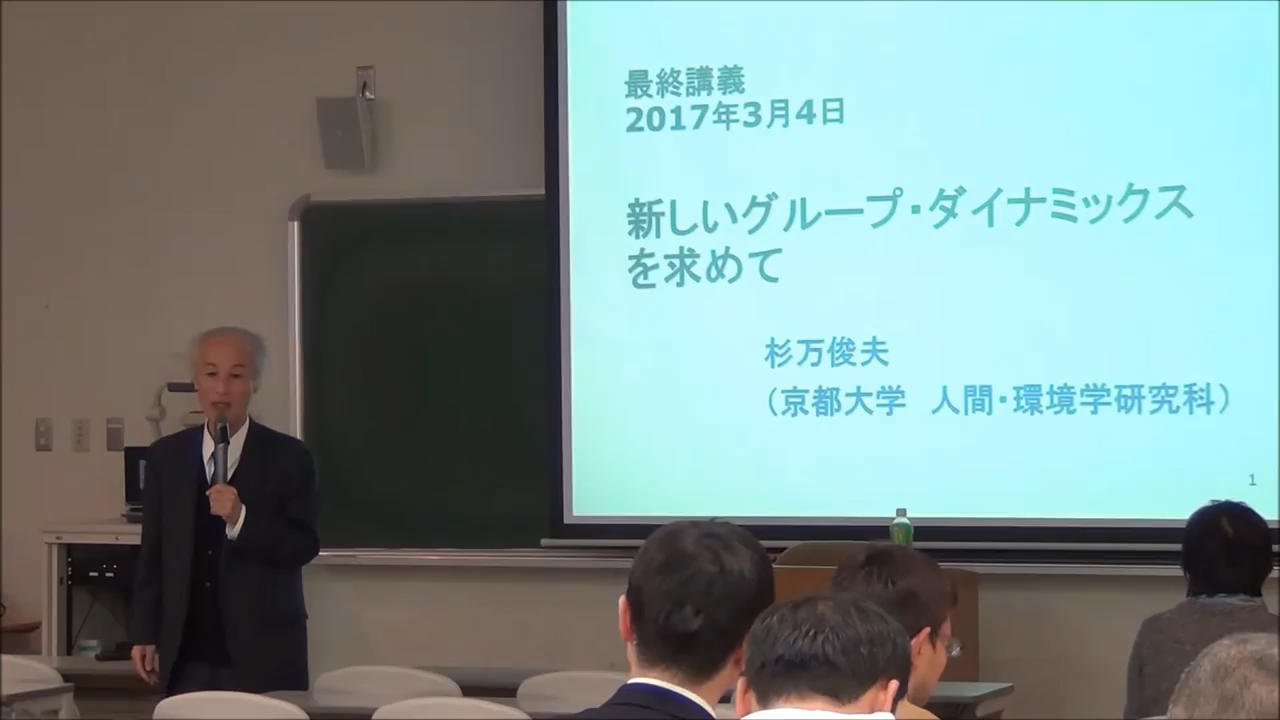 最終講義
2017年3月4日
新しいグループ・ダイナミックス
を求めて
杉万俊夫
（京都大学　人間・環境学研究科）
1